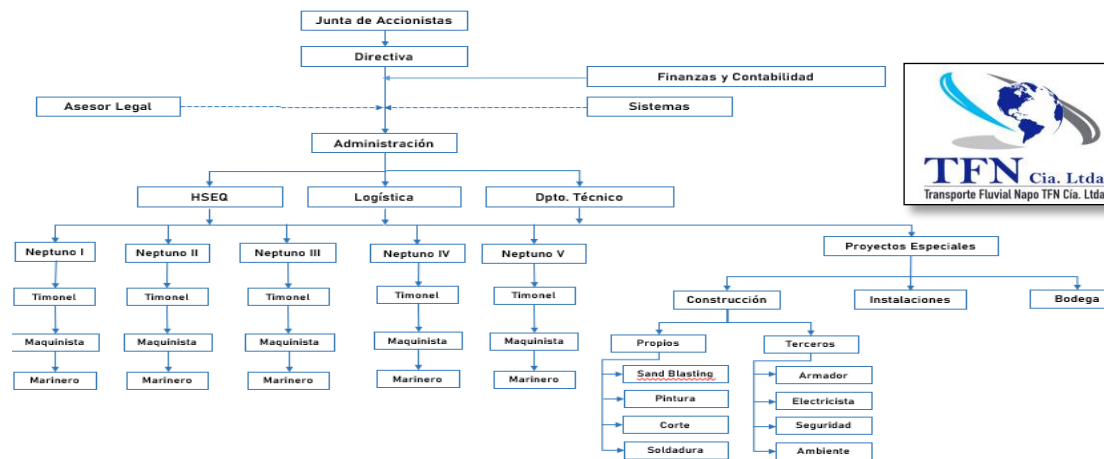 Junta de Accionistas
Directiva
Finanzas y Contabilidad
Asesor Legal
Sistemas
Administración
HSEQ
Logística
Dpto. Técnico
TFN Cia. Ltda
Transporte Fluvial Napo TFN Cía. Ltda
Neptuno I
Neptuno II
Neptuno III
Neptuno IV
Neptuno V
Proyectos Especiales
Timonel
Timonel
Timonel
Timonel
Timonel
Construcción
Instalaciones
Bodega
Maquinista
Maquinista
Maquinista
Maquinista
Maquinista
Propios
Terceros
Marinero
Marinero
Marinero
Marinero
Marinero
Sand Blasting
Pintura
Corte
Soldadura
Armador
Electricista
Seguridad
Ambiente